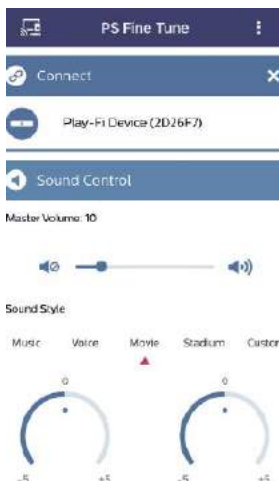 PS Fine Tune
Connect
Play-Fi Device (2D26F7)
Sound Control
Master Volume: 10
Sound Style
Music Voice Movie Stadium Custom
0 0
-5 +5 -5 +5